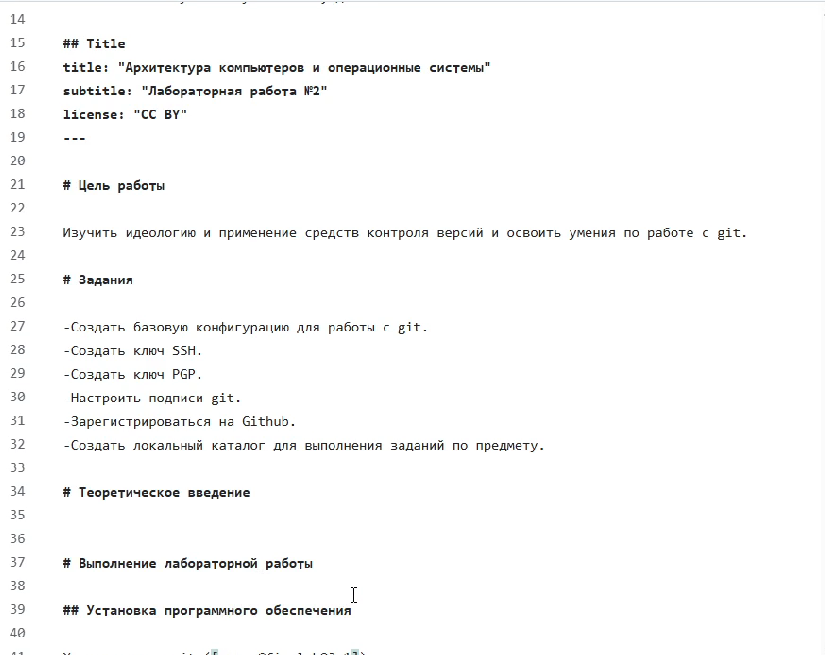 14
15 ## Title
16 title: "Архитектура компьютеров и операционные системы"
17 subtitle: "Лабораторная работа №2"
18 license: "CC BY"
19 ---
20
21 # Цель работы
22
23 Изучить идеологию и применение средств контроля версий и освоить умения по работе с git.
24
25 # Задания
26
27 -Создать базовую конфигурацию для работы с git.
28 -Создать ключ SSH.
29 -Создать ключ PGP.
30 Настроить подписи git.
31 -Зарегистрироваться на Github.
32 -Создать локальный каталог для выполнения заданий по предмету.
33
34 # Теоретическое введение
35
36
37 # Выполнение лабораторной работы
38
39 ## Установка программного обеспечения
40
41